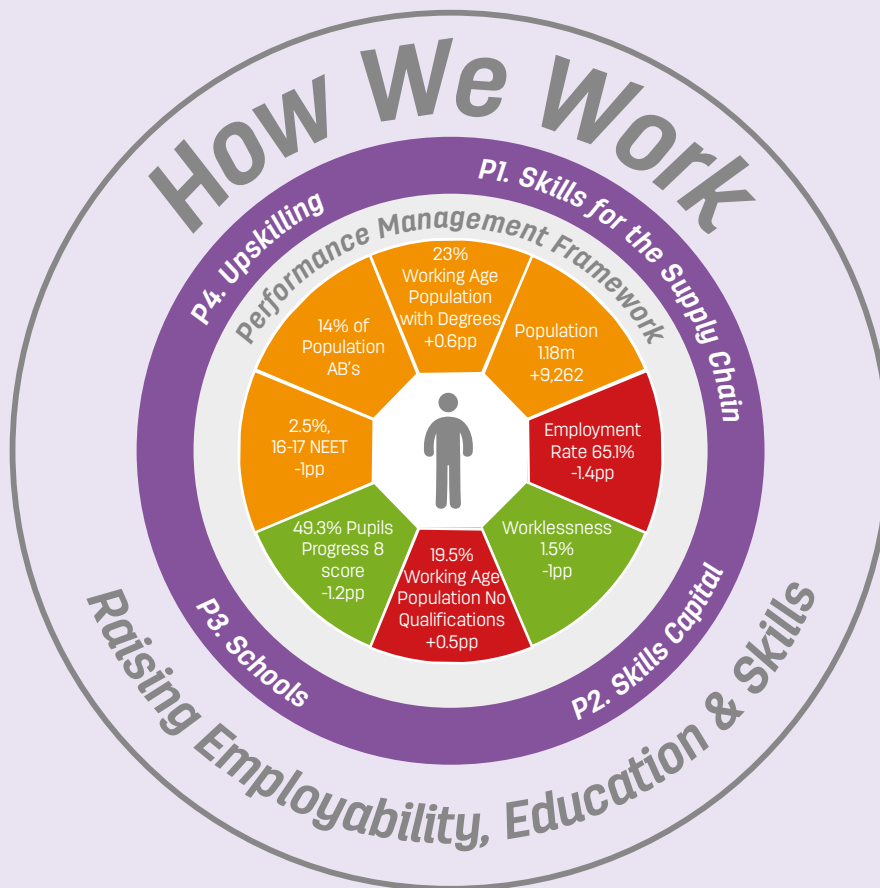 How We Work
P1. Skills for the Supply Chain
P2. Skills Capital
P3. Schools
P4. Upskilling
Performance Management Framework
23%
Working Age
Population
with Degrees
+0.6pp
Population
1.18m
+9,262
Employment
Rate 65.1%
-1.4pp
Worklessness
1.5%
-1pp
19.5%
Working Age
Population No
Qualifications
+0.5pp
49.3% Pupils
Progress 8
score
-1.2pp
2.5%,
16-17 NEET
-1pp
14% of
Population
AB's
Raising Employability, Education & Skills